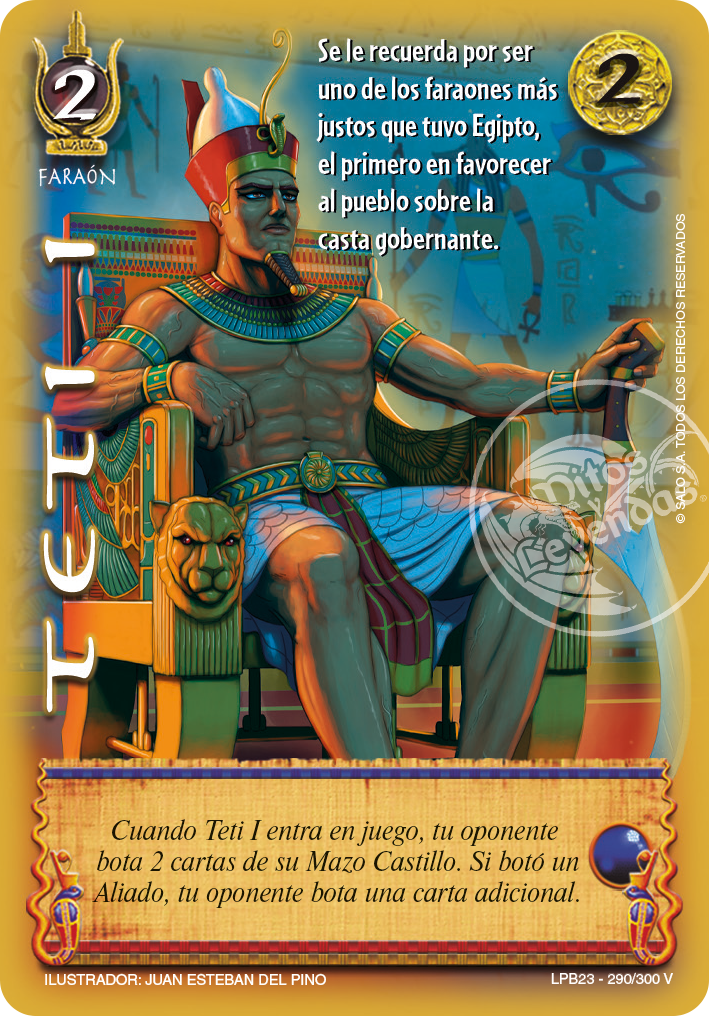 2
FARAÓN
Se le recuerda por ser
uno de los faraones más
justos que tuvo Egipto,
el primero en favorecer
al pueblo sobre la
casta gobernante.
2
TETI I
© SALO S.A. TODOS LOS DERECHOS RESERVADOS
Mitos y
Leyendas®
Cuando Teti I entra en juego, tu oponente
bota 2 cartas de su Mazo Castillo. Si botó un
Aliado, tu oponente bota una carta adicional.
ILUSTRADOR: JUAN ESTEBAN DEL PINO
LPB23 - 290/300 V